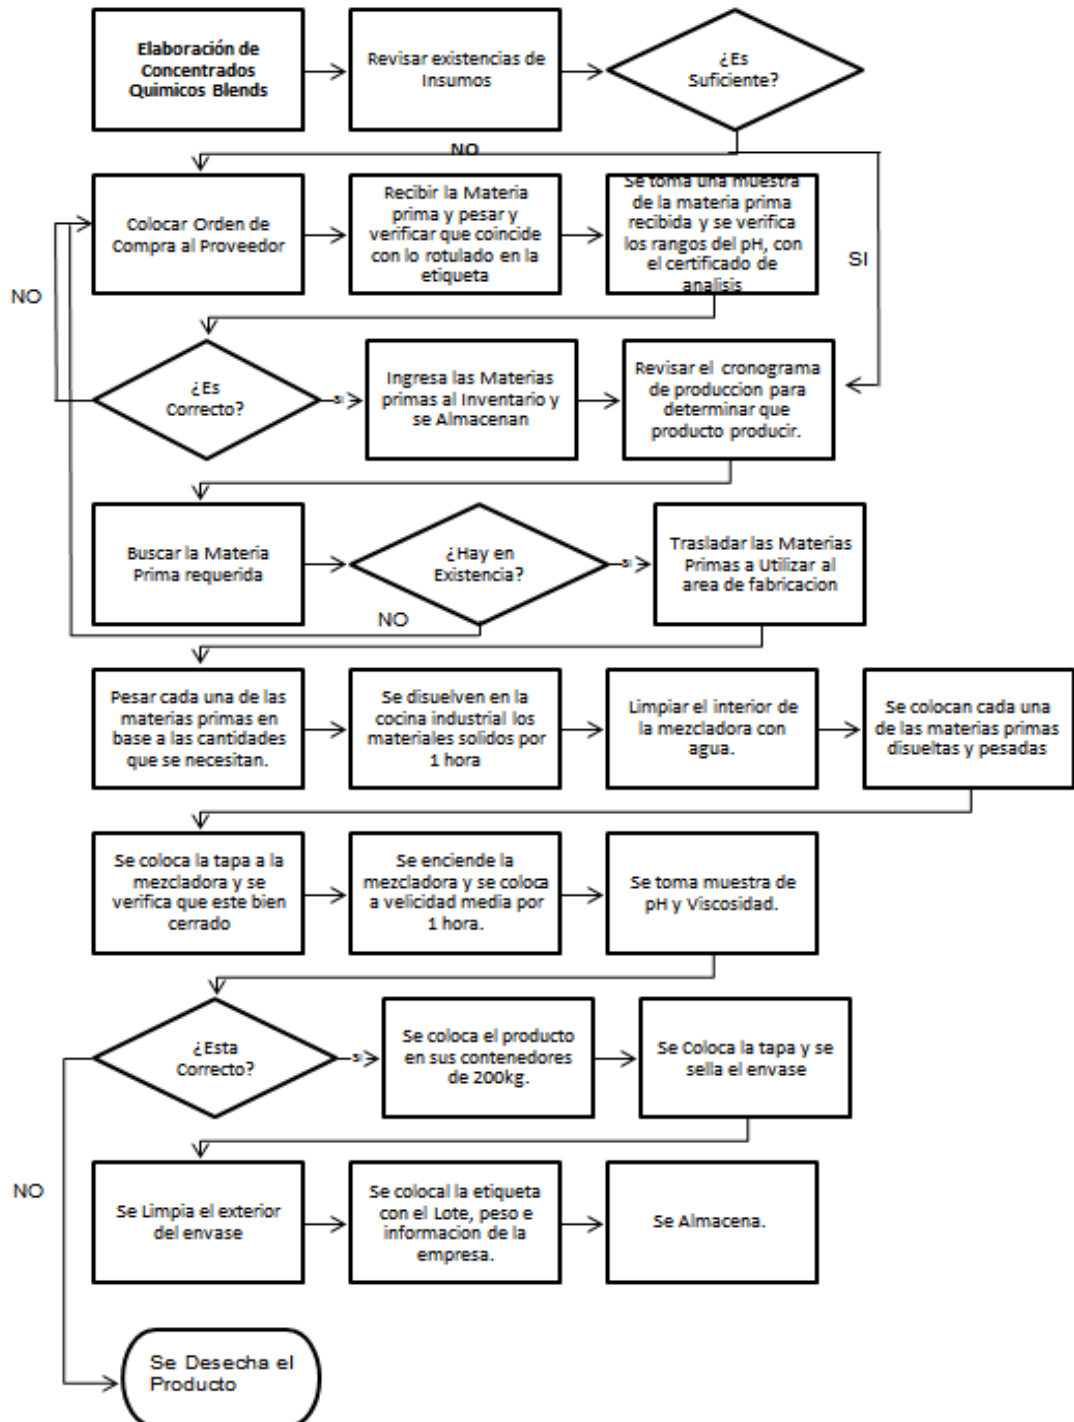 Elaboración de
Concentrados
Quimicos Blends
Revisar existencias de
Insumos
¿Es
Suficiente?
NO
Colocar Orden de
Compra al Proveedor
Recibir la Materia
prima y pesar y
verificar que coincide
con lo rotulado en la
etiqueta
Se toma una muestra
de la materia prima
recibida y se verifica
los rangos del pH, con
el certificado de
analisis
SI
NO
¿Es
Correcto?
SI
Ingresa las Materias
primas al Inventario y
se Almacenan
Revisar el cronograma
de produccion para
determinar que
producto producir.
Buscar la Materia
Prima requerida
¿Hay en
Existencia?
SI
Trasladar las Materias
Primas a Utilizar al
area de fabricacion
NO
Pesar cada una de las
materias primas en
base a las cantidades
que se necesitan.
Se disuelven en la
cocina industrial los
materiales solidos por
1 hora
Limpiar el interior de
la mezcladora con
agua.
Se colocan cada una
de las materias primas
disueltas y pesadas
Se coloca la tapa a la
mezcladora y se
verifica que este bien
cerrado
Se enciende la
mezcladora y se coloca
a velicidad media por
1 hora.
Se toma muestra de
pH y Viscosidad.
¿Esta
Correcto?
SI
Se coloca el producto
en sus contenedores
de 200kg.
Se Coloca la tapa y se
sella el envase
NO
Se Limpia el exterior
del envase
Se colocal la etiqueta
con el Lote, peso e
informacion de la
empresa.
Se Almacena.
Se Desecha el
Producto